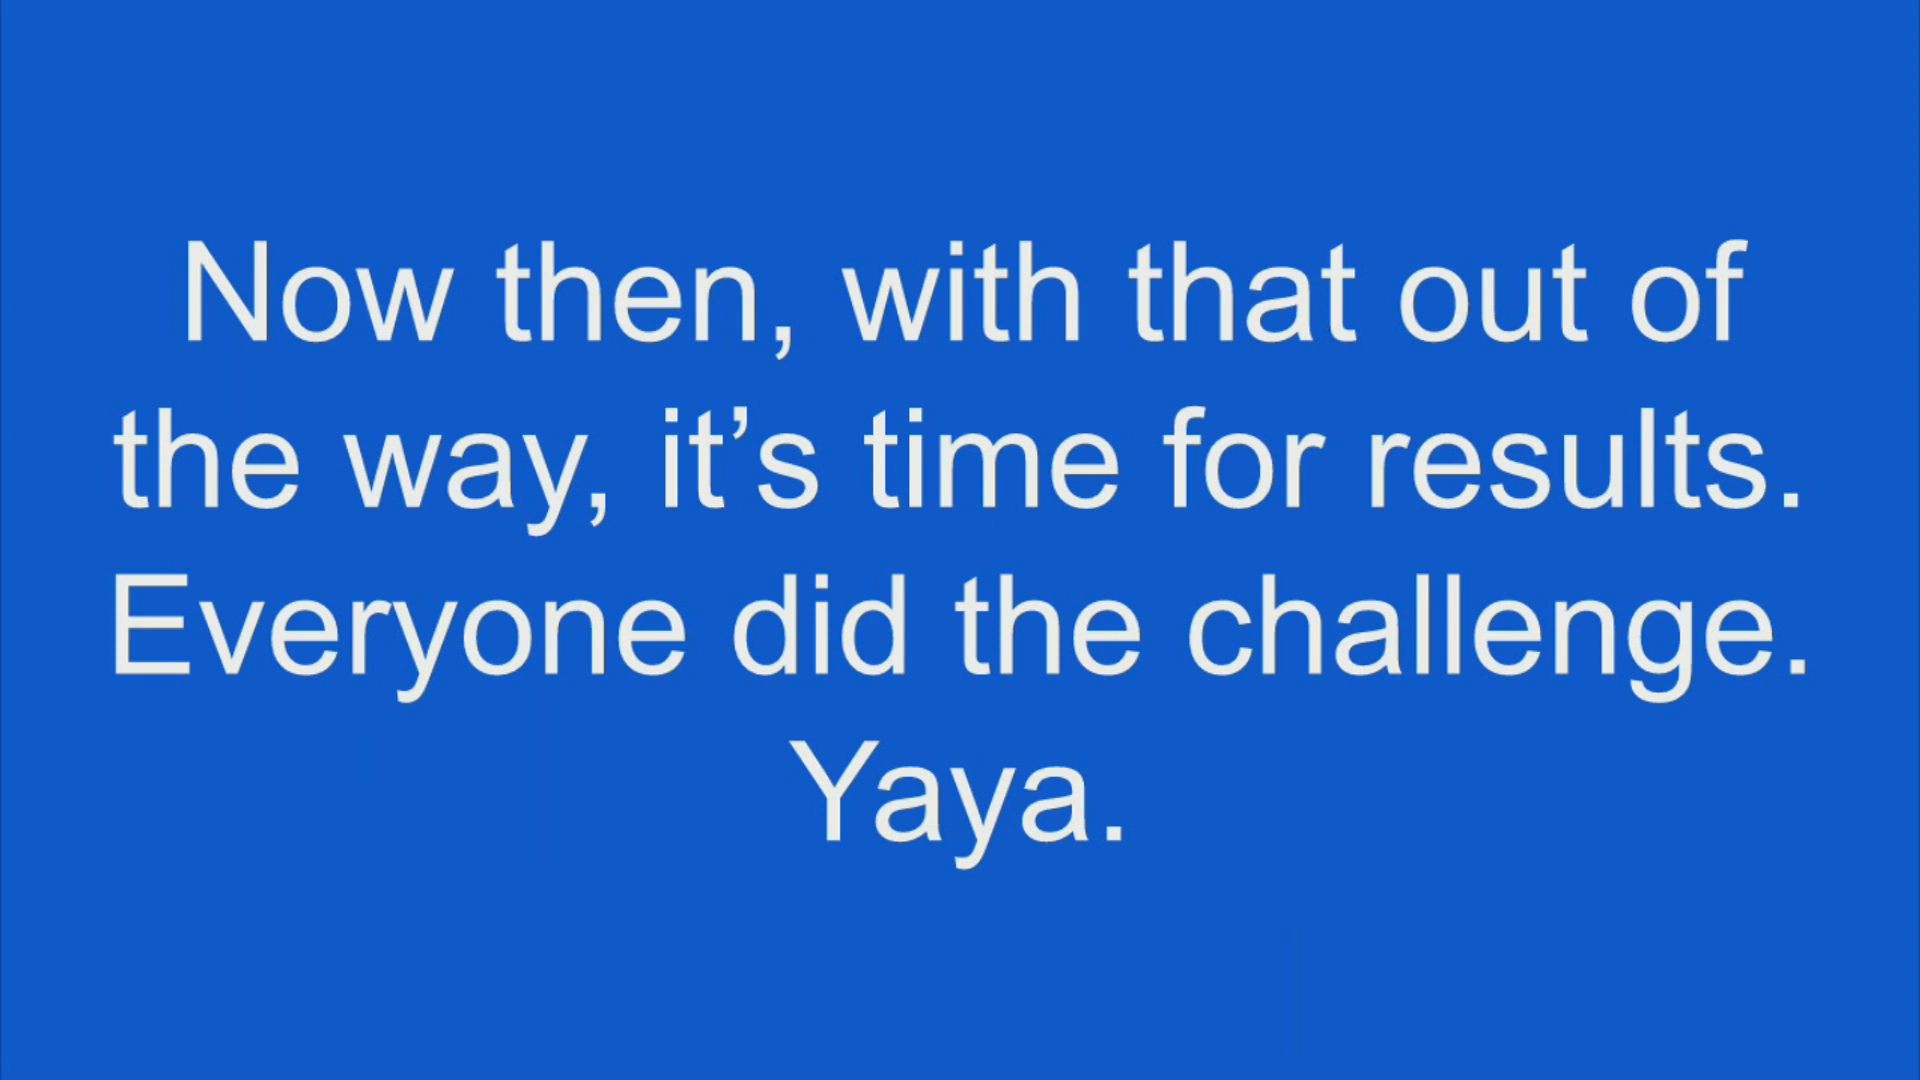 Now then, with that out of
the way, it’s time for results.
Everyone did the challenge.
Yaya.